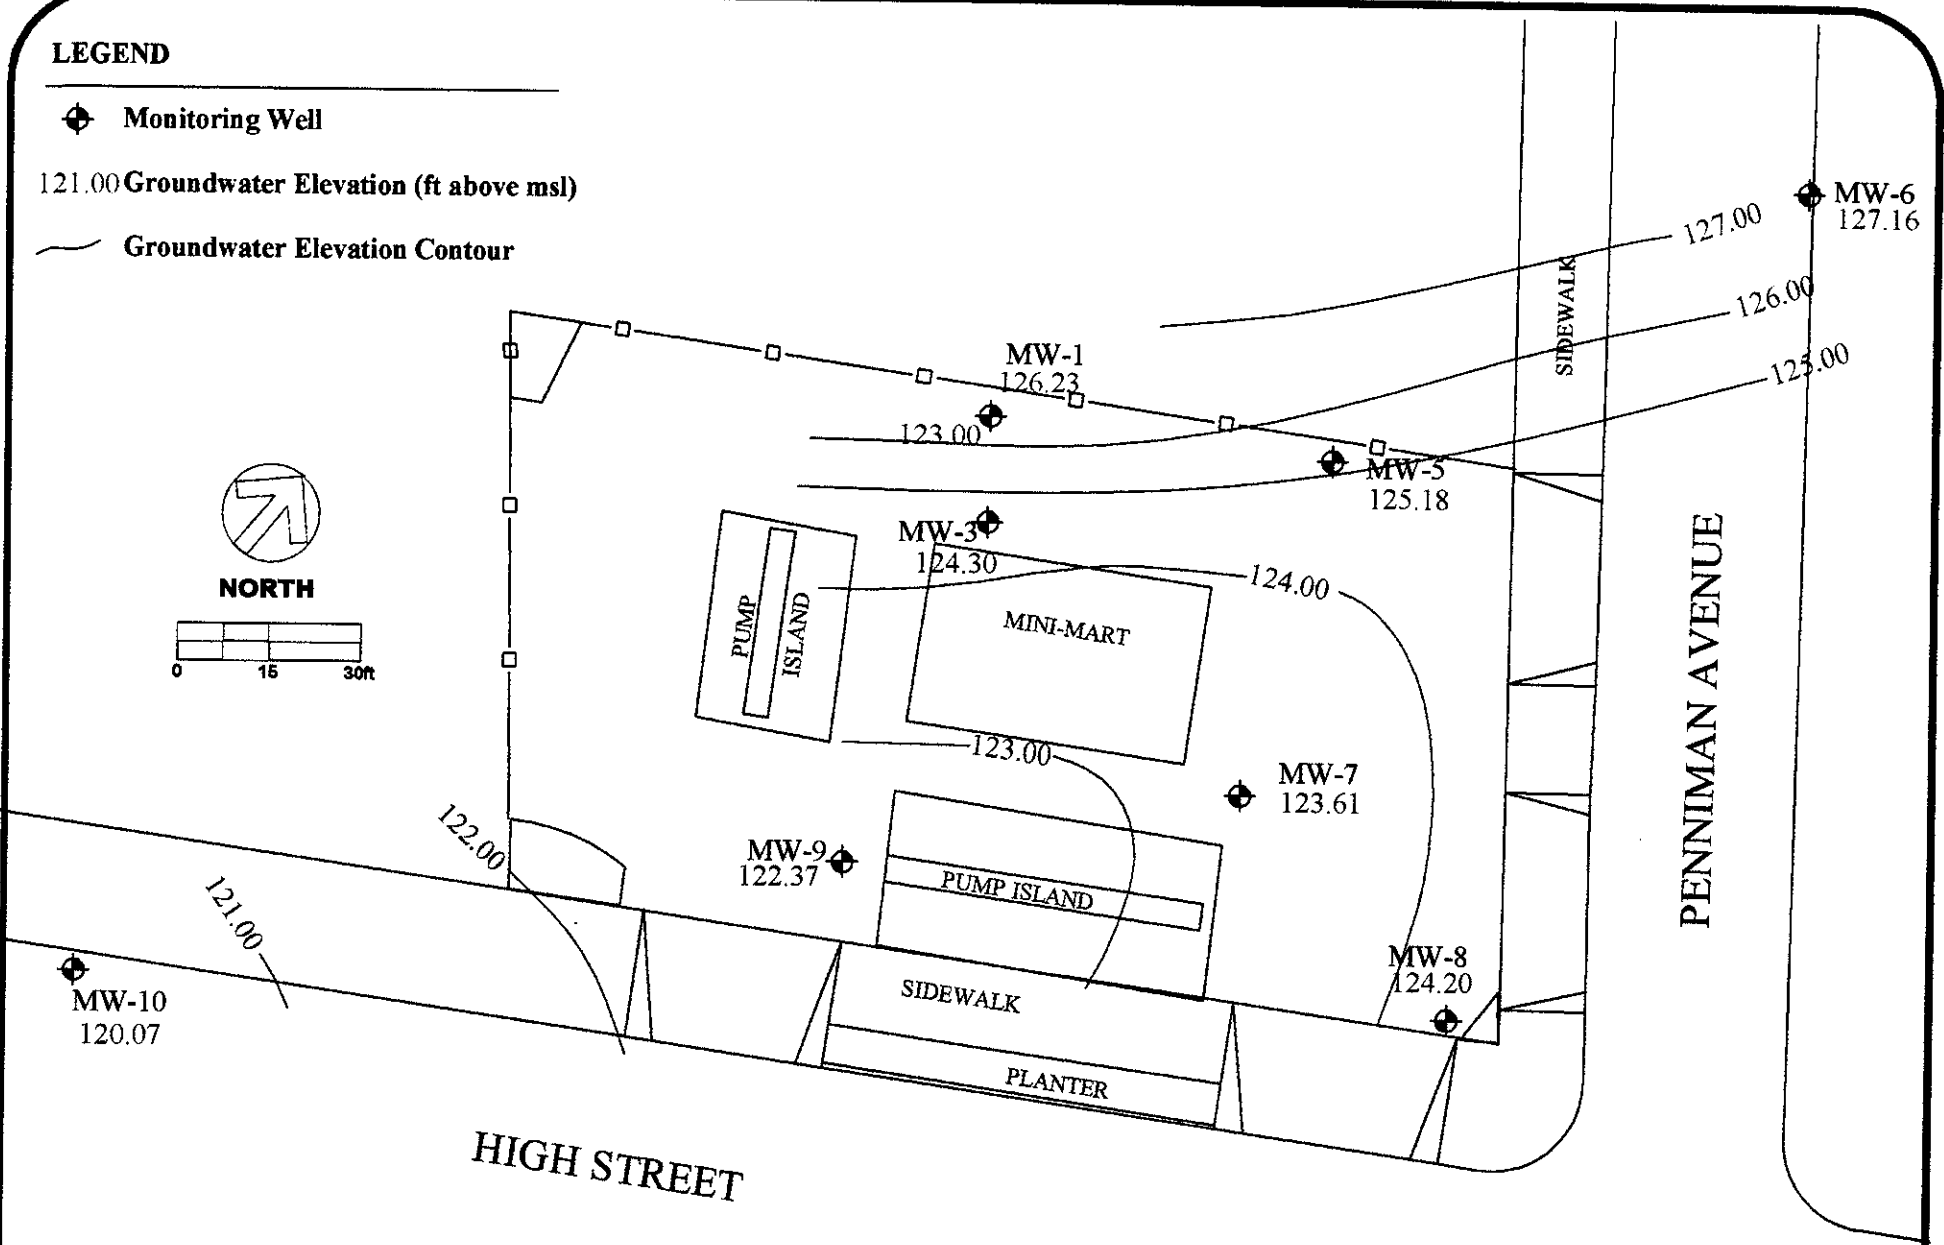 LEGEND
Monitoring Well
121.00 Groundwater Elevation (ft above msl)
Groundwater Elevation Contour
MW-6
127.16
127.00
126.00
125.00
SIDEWALK
MW-1
126.23
123.00
MW-5
125.18
MW-3
124.30
124.00
NORTH
0 15 30ft
PUMP
ISLAND
MINI-MART
PENNIMAN AVENUE
123.00
MW-7
123.61
122.00
MW-9
122.37
PUMP ISLAND
121.00
MW-8
124.20
MW-10
120.07
SIDEWALK
PLANTER
HIGH STREET